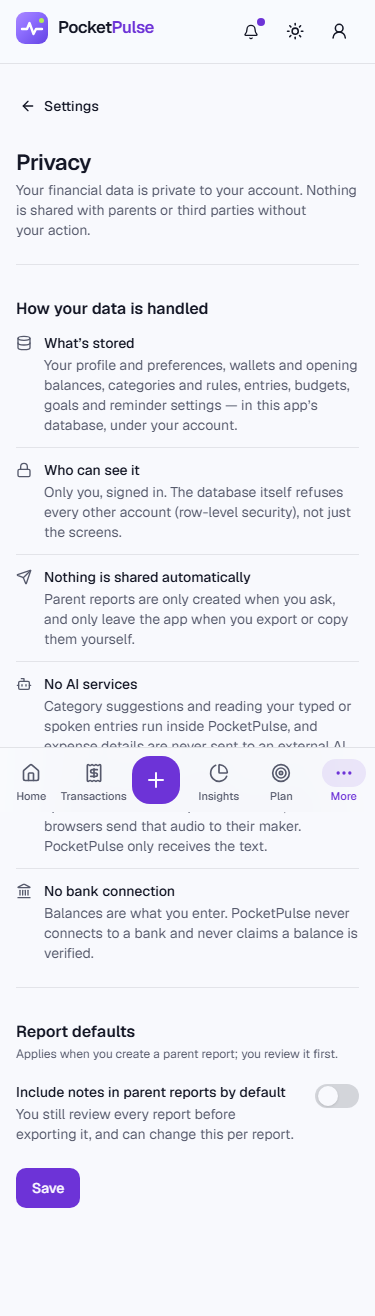 PocketPulse
Settings
Privacy
Your financial data is private to your account. Nothing
is shared with parents or third parties without
your action.
How your data is handled
What's stored
Your profile and preferences, wallets and opening
balances, categories and rules, entries, budgets,
goals and reminder settings — in this app's
database, under your account.
Who can see it
Only you, signed in. The database itself refuses
every other account (row-level security), not just
the screens.
Nothing is shared automatically
Parent reports are only created when you ask,
and only leave the app when you export or copy
them yourself.
No AI services
Category suggestions and reading your typed or
spoken entries run inside PocketPulse, and
expense details are never sent to an external AI
Home
Transactions
Insights
Plan
More
browsers send that audio to their maker.
PocketPulse only receives the text.
No bank connection
Balances are what you enter. PocketPulse never
connects to a bank and never claims a balance is
verified.
Report defaults
Applies when you create a parent report; you review it first.
Include notes in parent reports by default
You still review every report before
exporting it, and can change this per report.
Save